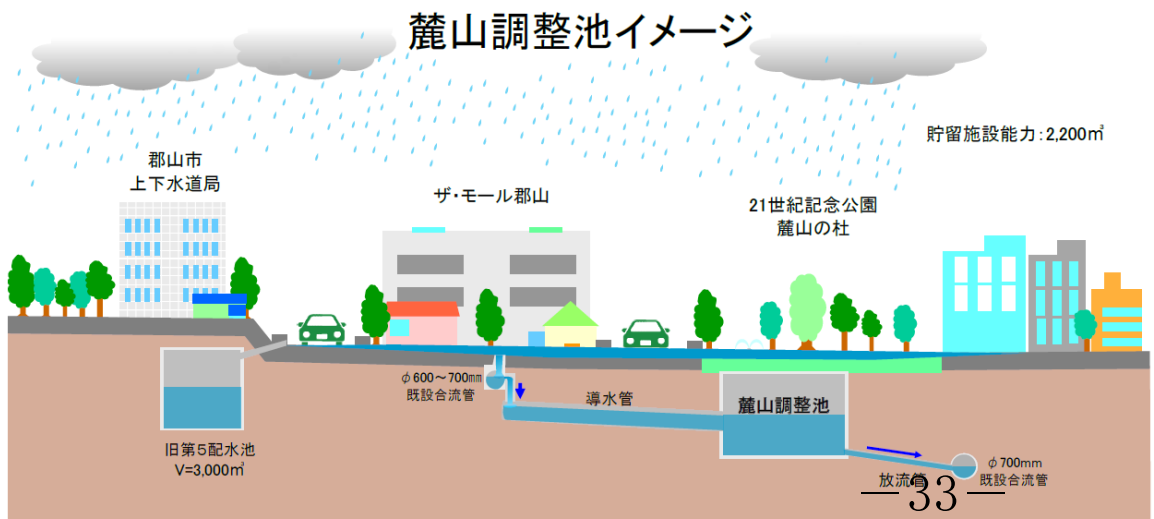 麓山調整池イメージ
貯留施設能力:2,200㎥
郡山市
上下水道局
ザ・モール郡山
21世紀記念公園
麓山の杜
φ600～700㎜
既設合流管
導水管
麓山調整池
旧第5配水池
V=3,000㎥
放流管
φ700mm
既設合流管
－33－